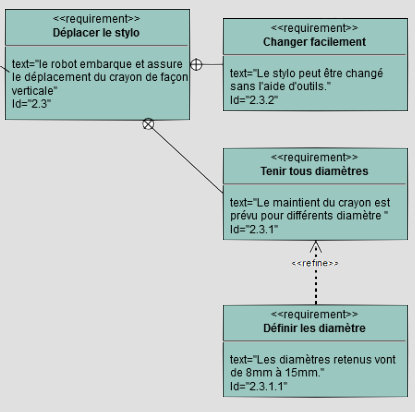 <<requirement>>
Déplacer le stylo
text="le robot embarque et assure
le déplacement du crayon de façon
verticale"
Id="2.3"
<<requirement>>
Changer facilement
text="Le stylo peut être changé
sans l'aide d'outils."
Id="2.3.2"
<<requirement>>
Tenir tous diamètres
text="Le maintient du crayon est
prévu pour différents diamètre "
Id="2.3.1"
<<refine>>
<<requirement>>
Définir les diamètre
text="Les diamètres retenus vont
de 8mm à 15mm."
Id="2.3.1.1"